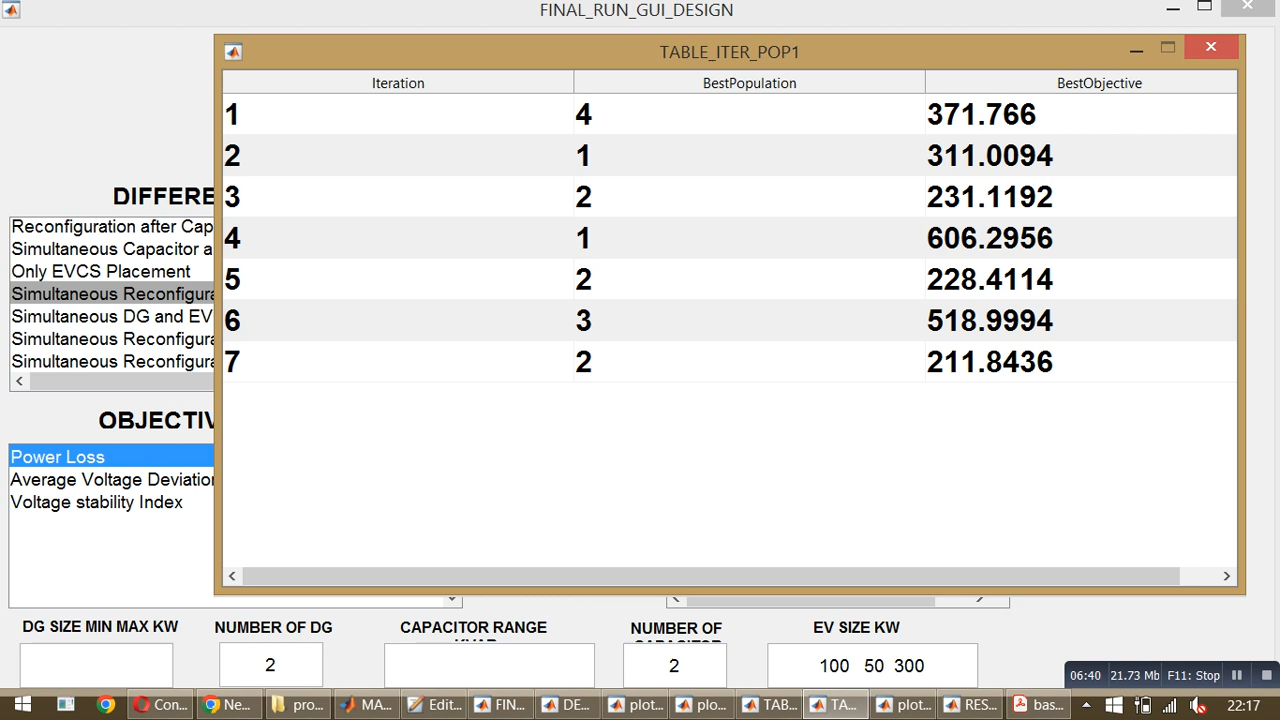 FINAL_RUN_GUI_DESIGN
TABLE_ITER_POP1
Iteration BestPopulation BestObjective
1 4 371.766
2 1 311.0094
3 2 231.1192
4 1 606.2956
5 2 228.4114
6 3 518.9994
7 2 211.8436
DIFFERE
Reconfiguration after Cap
Simultaneous Capacitor a
Only EVCS Placement
Simultaneous Reconfigura
Simultaneous DG and EV
Simultaneous Reconfigura
Simultaneous Reconfigura
OBJECTIV
Power Loss
Average Voltage Deviation
Voltage stability Index
DG SIZE MIN MAX KW NUMBER OF DG CAPACITOR RANGE KVAR NUMBER OF CAPACITOR EV SIZE KW
2 2 100 50 300
06:40 21.73 Mb F11: Stop
Con... Ne... pro... MA... Edit... FIN... DE... plot... plo... TAB... TA... plot... RES... bas... 22:17